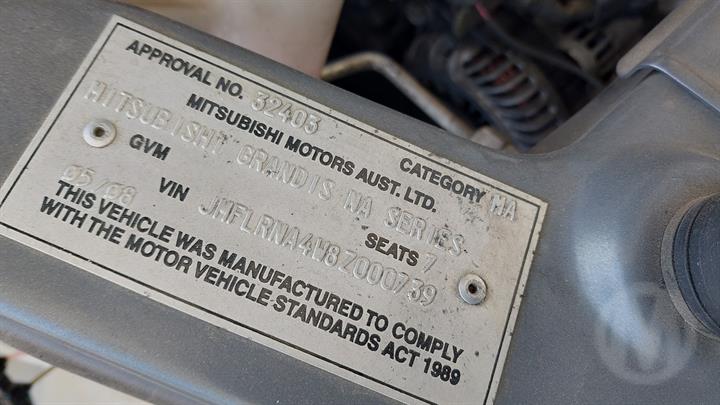 APPROVAL NO. 32403 CATEGORY MA
MITSUBISHI MOTORS AUST. LTD.
MITSUBISHI GRANDIS NA SERIES
GVM SEATS 7
05/08 VIN JMFLRNA4W8Z000739
THIS VEHICLE WAS MANUFACTURED TO COMPLY
WITH THE MOTOR VEHICLE STANDARDS ACT 1989
M